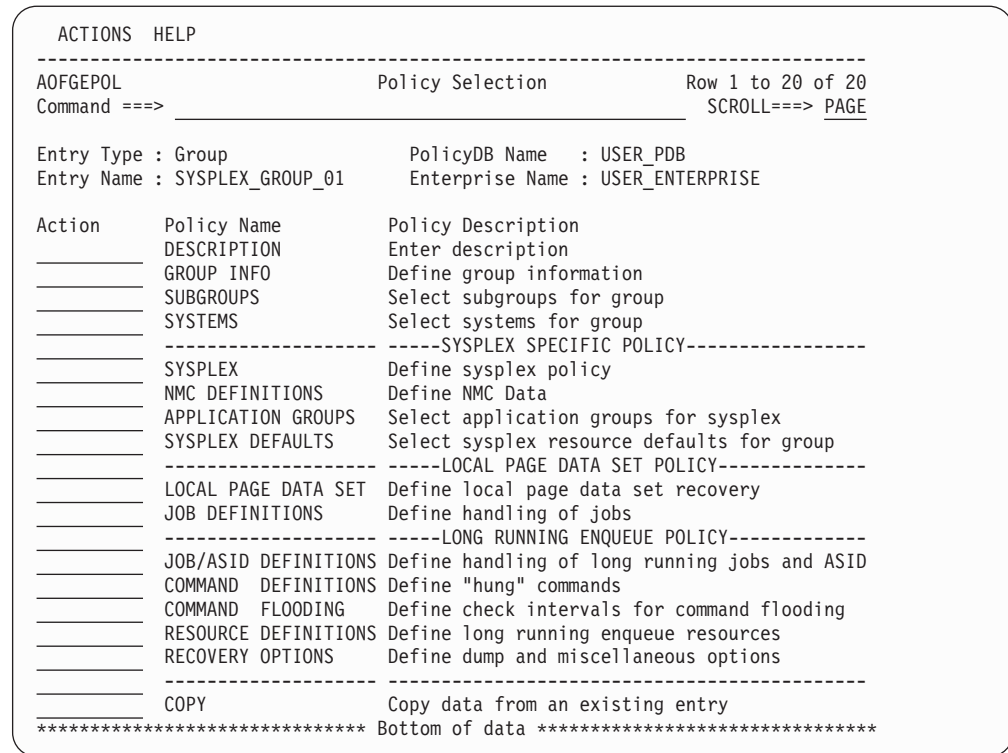 ACTIONS HELP
------------------------------------------------------------------------------
AOFGEPOL Policy Selection Row 1 to 20 of 20
Command ===> SCROLL===> PAGE
Entry Type : Group PolicyDB Name : USER_PDB
Entry Name : SYSPLEX_GROUP_01 Enterprise Name : USER_ENTERPRISE
Action Policy Name Policy Description
DESCRIPTION Enter description
GROUP INFO Define group information
SUBGROUPS Select subgroups for group
SYSTEMS Select systems for group
-------------------- -----SYSPLEX SPECIFIC POLICY-----------------
SYSPLEX Define sysplex policy
NMC DEFINITIONS Define NMC Data
APPLICATION GROUPS Select application groups for sysplex
SYSPLEX DEFAULTS Select sysplex resource defaults for group
-------------------- -----LOCAL PAGE DATA SET POLICY--------------
LOCAL PAGE DATA SET Define local page data set recovery
JOB DEFINITIONS Define handling of jobs
-------------------- -----LONG RUNNING ENQUEUE POLICY-------------
JOB/ASID DEFINITIONS Define handling of long running jobs and ASID
COMMAND DEFINITIONS Define "hung" commands
COMMAND FLOODING Define check intervals for command flooding
RESOURCE DEFINITIONS Define long running enqueue resources
RECOVERY OPTIONS Define dump and miscellaneous options
-------------------- ---------------------------------------------
COPY Copy data from an existing entry
******************************* Bottom of data ********************************